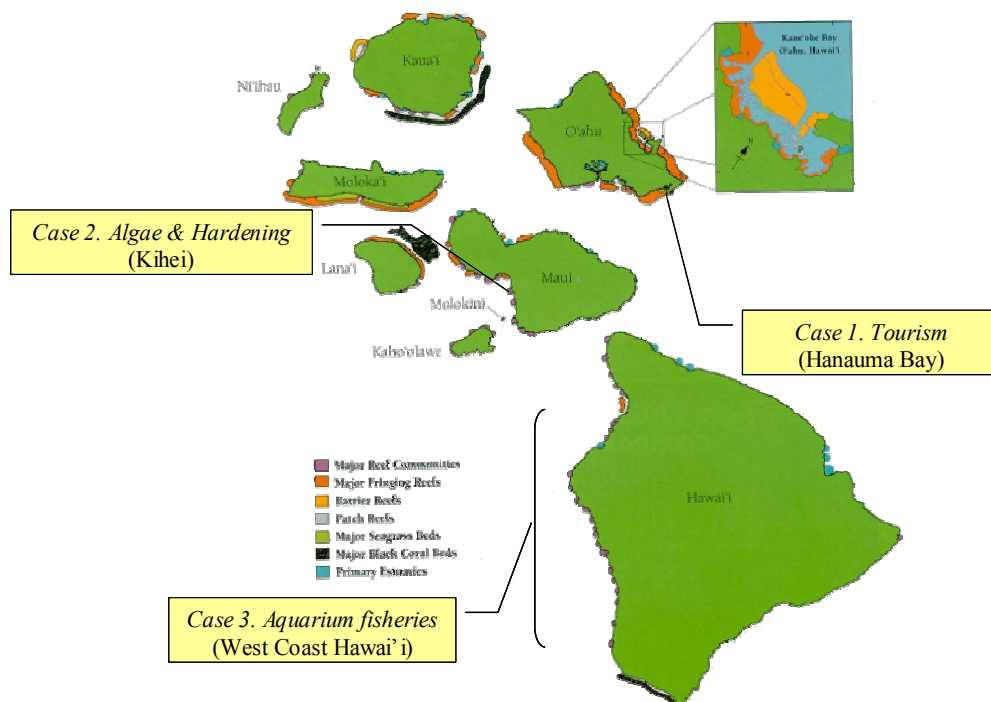 Kane'ohe Bay
O'ahu, Hawai'i
N
Kaua'i
Ni'ihau
O'ahu
Moloka'i
Case 2. Algae & Hardening
(Kihei)
Lana'i
Maui
Molokini
Kaho'olawe
Case 1. Tourism
(Hanauma Bay)
Major Reef Communities
Major Fringing Reefs
Barrier Reefs
Patch Reefs
Major Seagrass Beds
Major Black Coral Beds
Primary Estuaries
Hawai'i
Case 3. Aquarium fisheries
(West Coast Hawai'i)